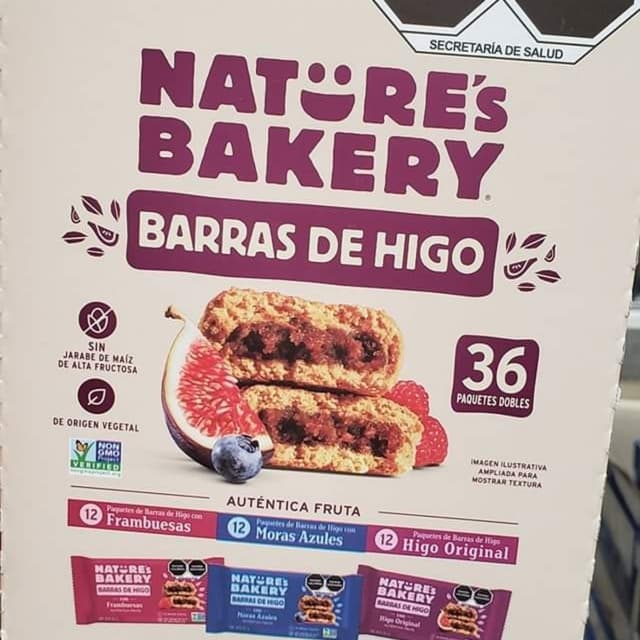 SECRETARÍA DE SALUD
NATURE'S
BAKERY
BARRAS DE HIGO
SIN
JARABE DE MAÍZ
DE ALTA FRUCTOSA
DE ORIGEN VEGETAL
NON
GMO
Project
VERIFIED
36
PAQUETES DOBLES
IMAGEN ILUSTRATIVA
AMPLIADA PARA
MOSTRAR TEXTURA
AUTÉNTICA FRUTA
12 Paquetes de Barras de Higo con
Frambuesas
12 Paquetes de Barras de Higo con
Moras Azules
12 Paquetes de Barras de Higo
Higo Original
NATURE'S
BAKERY
BARRAS DE HIGO
Frambuesas
NATURE'S
BAKERY
BARRAS DE HIGO
Moras Azules
NATURE'S
BAKERY
BARRAS DE HIGO
Higo Original